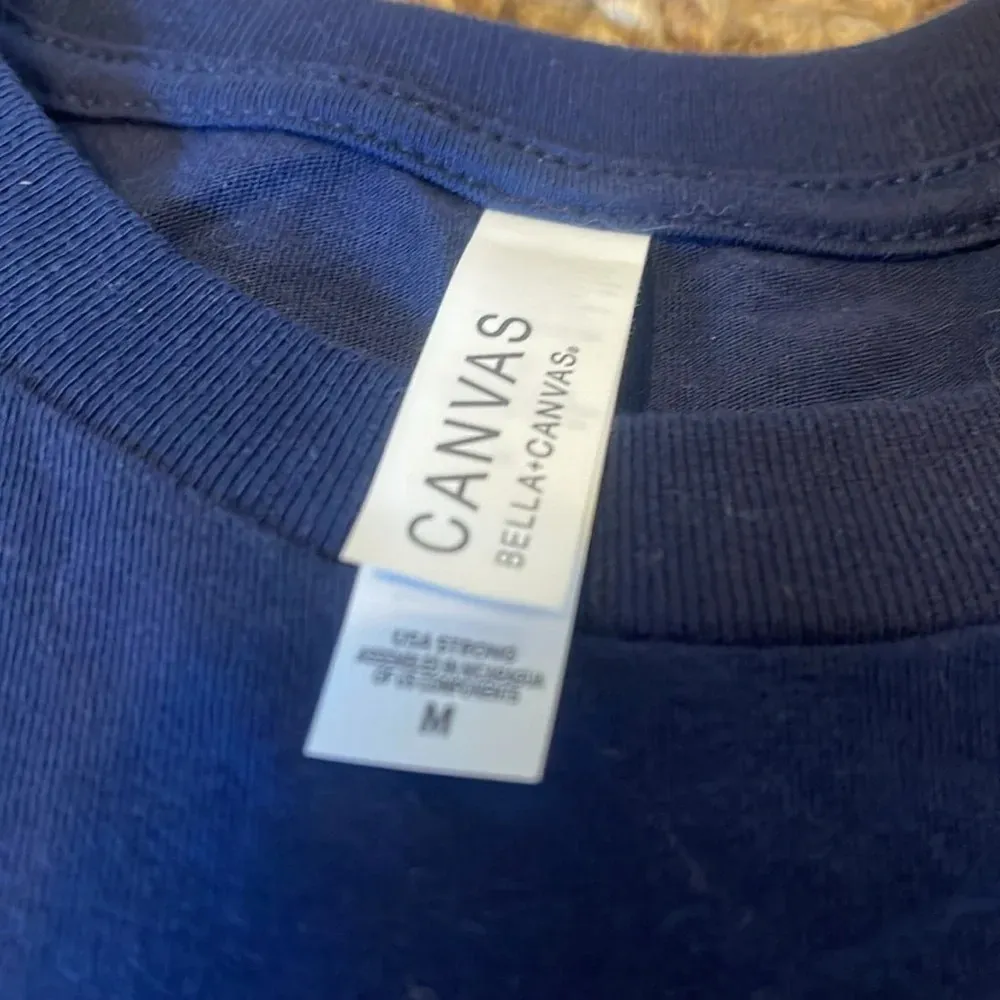 CANVAS
BELLA+CANVAS®
USA STRONG
ASSEMBLED IN NICARAGUA
OF US COMPONENTS
M